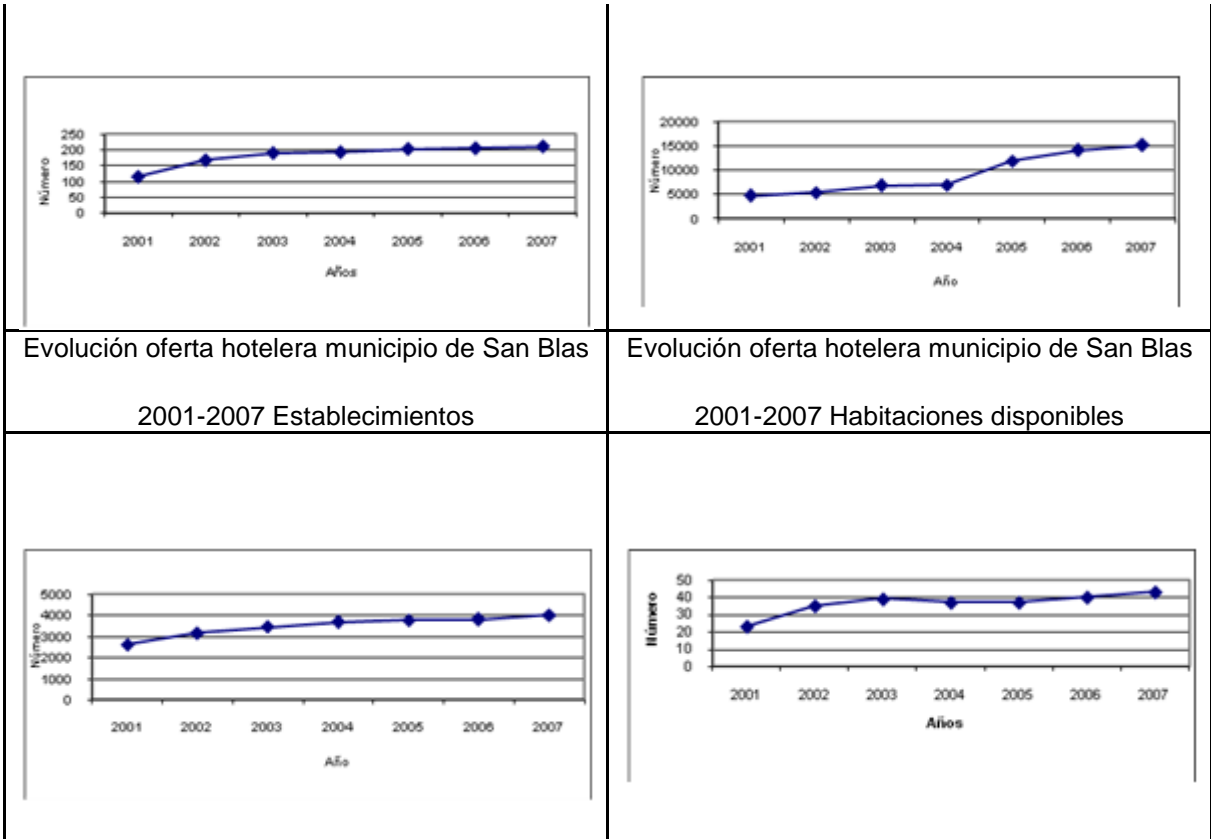 250
200
150
100
50
0
Número
2001 2002 2003 2004 2005 2006 2007
Años
20000
15000
10000
5000
0
Número
2001 2002 2003 2004 2005 2006 2007
Año
Evolución oferta hotelera municipio de San Blas
2001-2007 Establecimientos
Evolución oferta hotelera municipio de San Blas
2001-2007 Habitaciones disponibles
5000
4000
3000
2000
1000
0
Número
2001 2002 2003 2004 2005 2006 2007
Año
50
40
30
20
10
0
Número
2001 2002 2003 2004 2005 2006 2007
Años